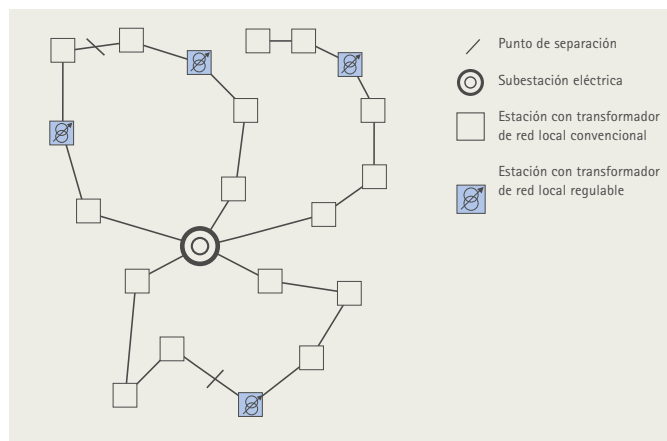 Punto de separación
Subestación eléctrica
Estación con transformador
de red local convencional
Estación con transformador
de red local regulable